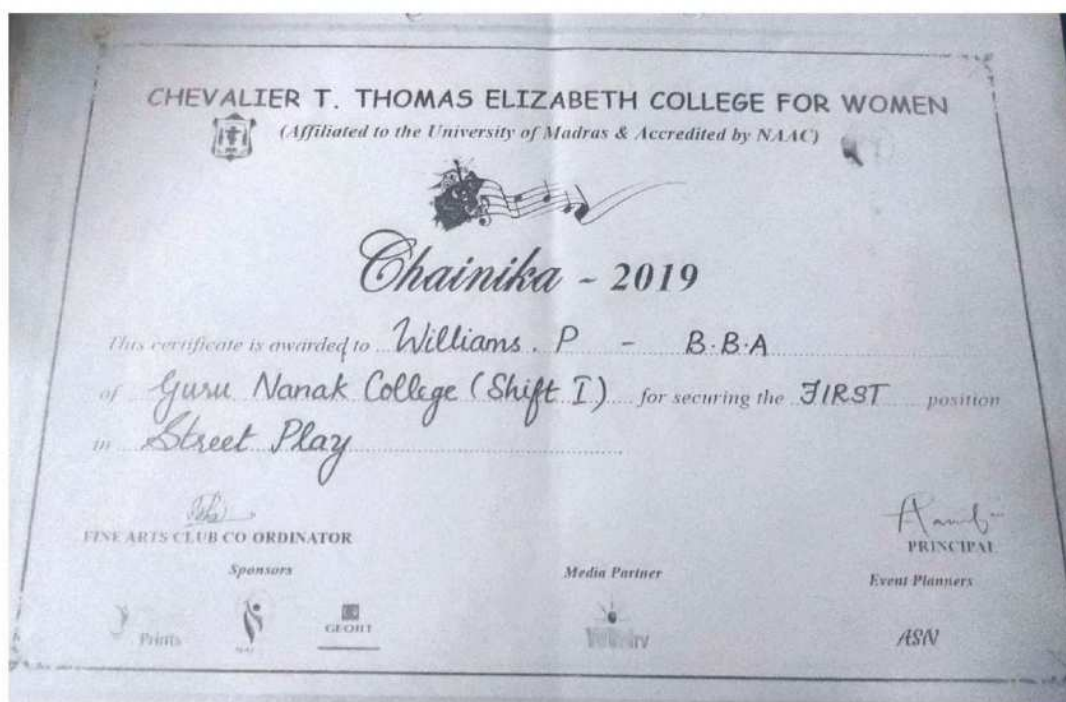 CHEVALIER T. THOMAS ELIZABETH COLLEGE FOR WOMEN
(Affiliated to the University of Madras & Accredited by NAAC)
Chainika - 2019
This certificate is awarded to Williams. P - B.B.A
of Guru Nanak College (Shift I) for securing the FIRST position
in Street Play
FINE ARTS CLUB CO ORDINATOR
PRINCIPAL
Sponsors Media Partner Event Planners
Prints ASN